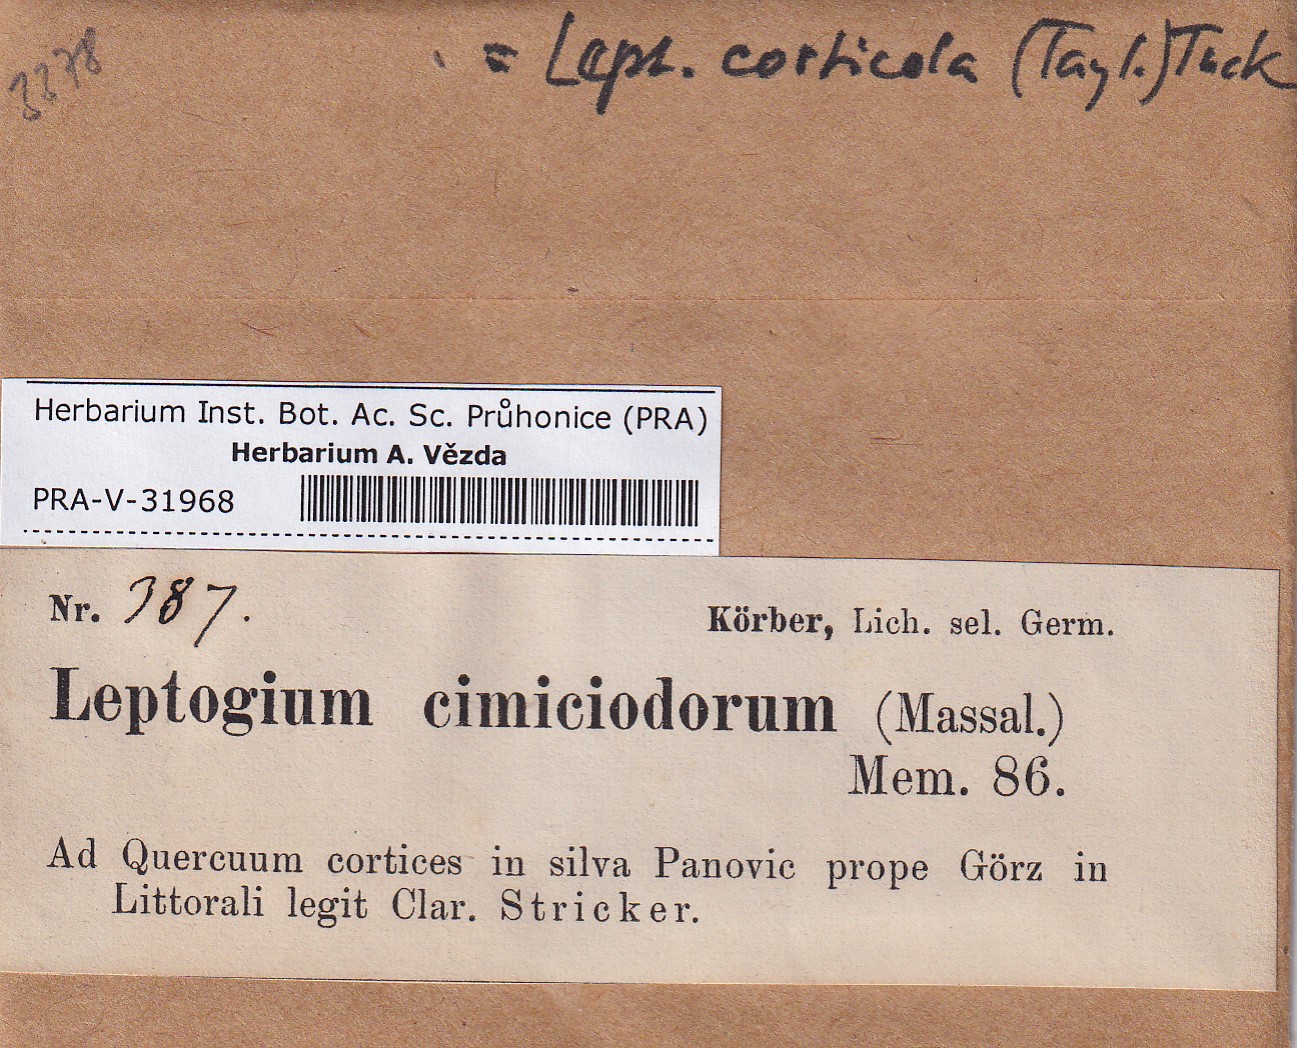 3378
= Lept. corticola (Tayl.) Tuck
Herbarium Inst. Bot. Ac. Sc. Průhonice (PRA)
Herbarium A. Vězda
PRA-V-31968
Nr. 387.
Körber, Lich. sel. Germ.
Leptogium cimiciodorum (Massal.)
Mem. 86.
Ad Quercuum cortices in silva Panovic prope Görz in
Littorali legit Clar. Stricker.